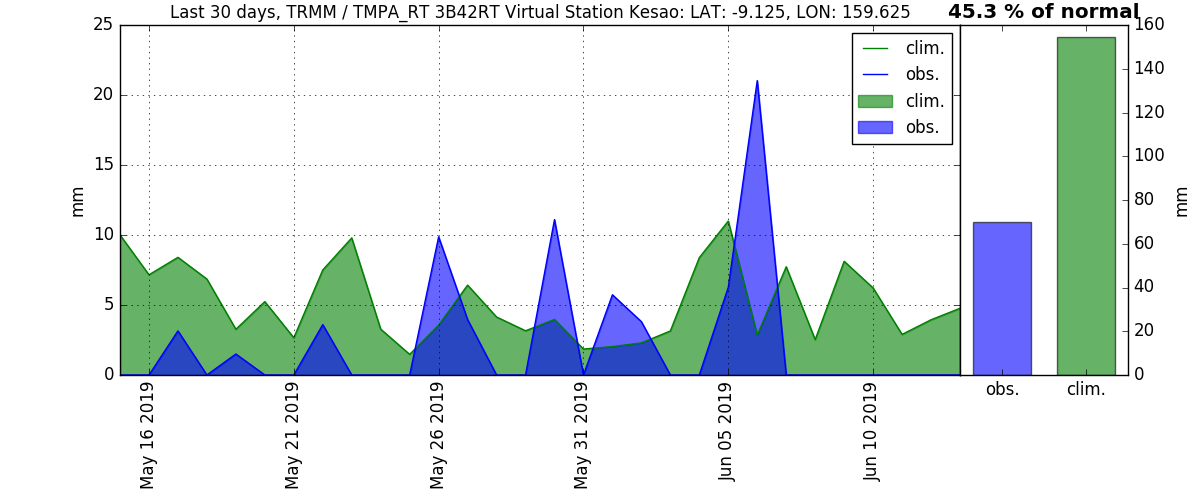 Last 30 days, TRMM / TMPA_RT 3B42RT Virtual Station Kesao: LAT: -9.125, LON: 159.625
45.3 % of normal
25
20
15
10
5
0
mm
clim.
obs.
clim.
obs.
160
140
120
100
80
60
40
20
0
mm
May 16 2019
May 21 2019
May 26 2019
May 31 2019
Jun 05 2019
Jun 10 2019
obs.
clim.